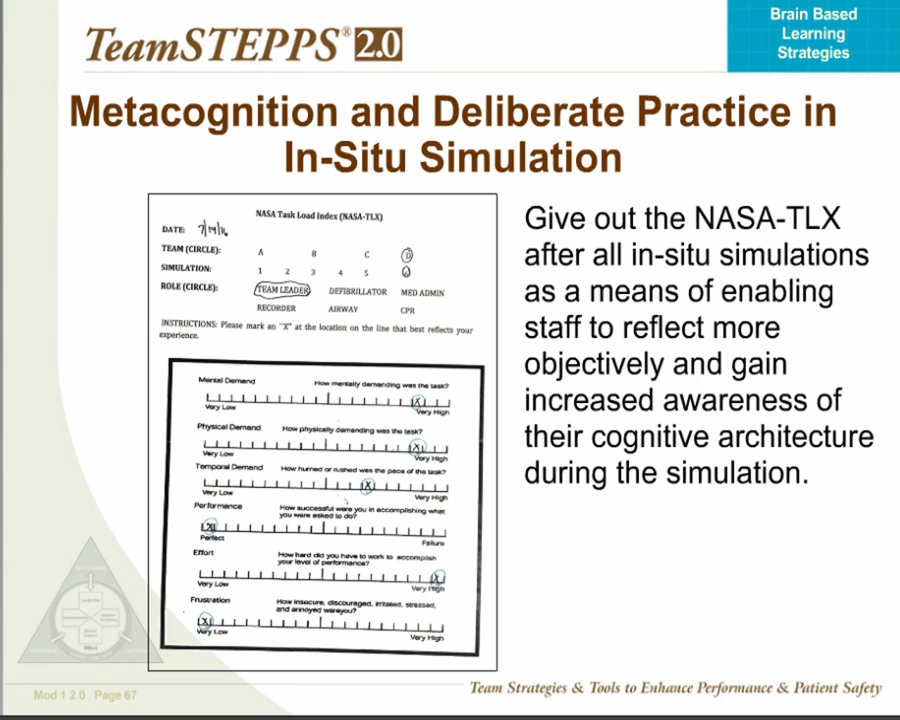 TeamSTEPPS® 2.0
Brain Based
Learning
Strategies
Metacognition and Deliberate Practice in
In-Situ Simulation
NASA Task Load Index (NASA-TLX)
DATE:
TEAM (CIRCLE): A B C D
SIMULATION: 1 2 3 4 5
ROLE (CIRCLE): TEAM LEADER DEFIBRILLATOR MED ADMIN
RECORDER AIRWAY CPR
INSTRUCTIONS: Please mark an "X" at the location on the line that best reflects your
experience.
Mental Demand How mentally demanding was the task?
X
Very Low Very High
Physical Demand How physically demanding was the task?
X
Very Low Very High
Temporal Demand How hurried or rushed was the pace of the task?
X
Very Low Very High
Performance How successful were you in accomplishing what
you were asked to do?
X
Perfect Failure
Effort How hard did you have to work to accomplish
your level of performance?
X
Very Low Very High
Frustration How insecure, discouraged, irritated, stressed,
and annoyed were you?
X
Very Low Very High
Give out the NASA-TLX
after all in-situ simulations
as a means of enabling
staff to reflect more
objectively and gain
increased awareness of
their cognitive architecture
during the simulation.
Mod 1 2.0 Page 67
Team Strategies & Tools to Enhance Performance & Patient Safety